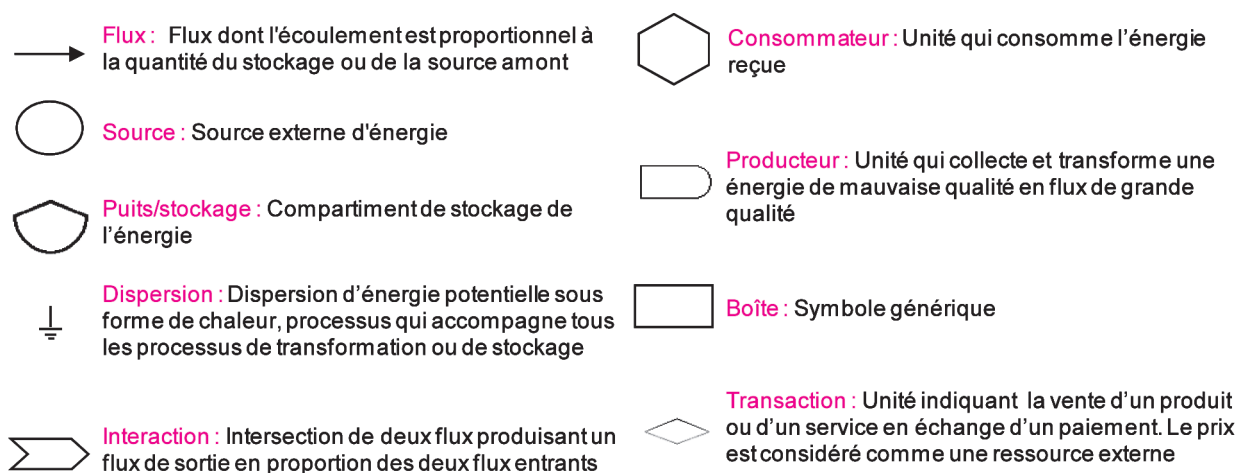 Flux : Flux dont l'écoulement est proportionnel à
la quantité du stockage ou de la source amont
Source : Source externe d'énergie
Puits/stockage : Compartiment de stockage de
l'énergie
Dispersion : Dispersion d'énergie potentielle sous
forme de chaleur, processus qui accompagne tous
les processus de transformation ou de stockage
Interaction : Intersection de deux flux produisant un
flux de sortie en proportion des deux flux entrants
Consommateur : Unité qui consomme l'énergie
reçue
Producteur : Unité qui collecte et transforme une
énergie de mauvaise qualité en flux de grande
qualité
Boîte : Symbole générique
Transaction : Unité indiquant la vente d'un produit
ou d'un service en échange d'un paiement. Le prix
est considéré comme une ressource externe